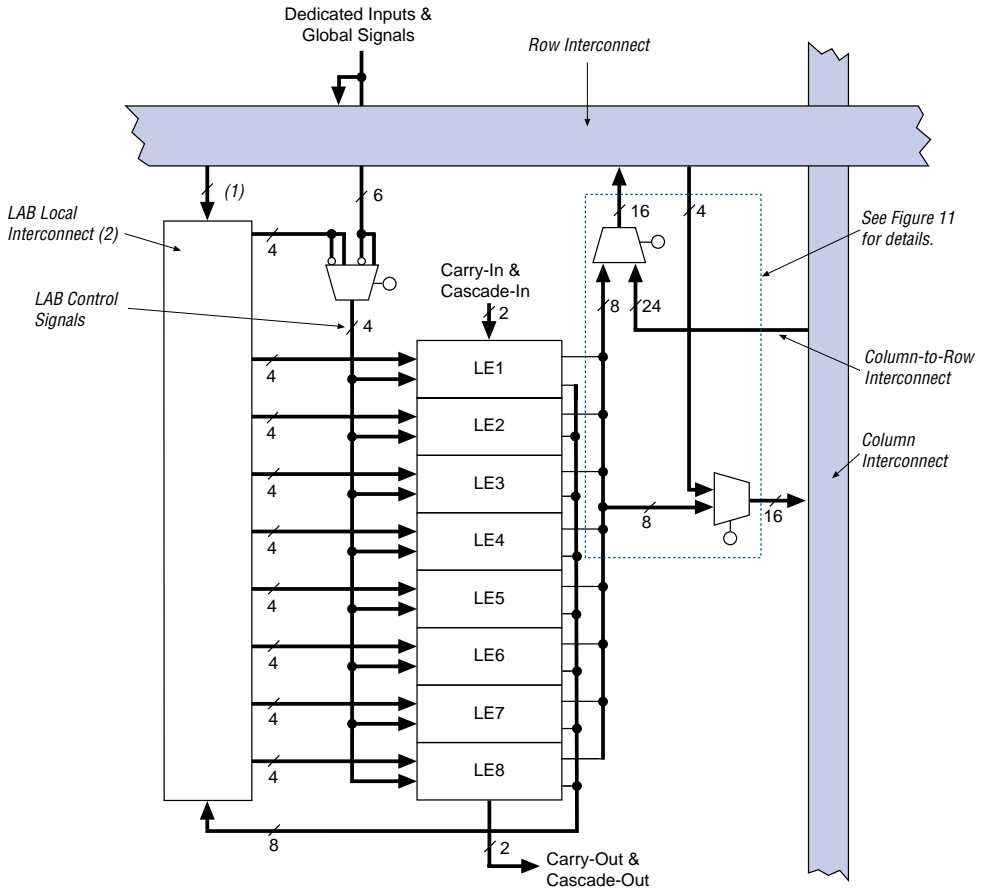 Dedicated Inputs &
Global Signals
Row Interconnect
(1)
6
16
4
LAB Local
Interconnect (2)
See Figure 11
for details.
4
Carry-In &
Cascade-In
LAB Control
Signals
4
2
8
24
Column-to-Row
Interconnect
4
LE1
4
LE2
Column
Interconnect
4
LE3
4
LE4
8
16
4
LE5
4
LE6
4
LE7
4
LE8
8
2
Carry-Out &
Cascade-Out